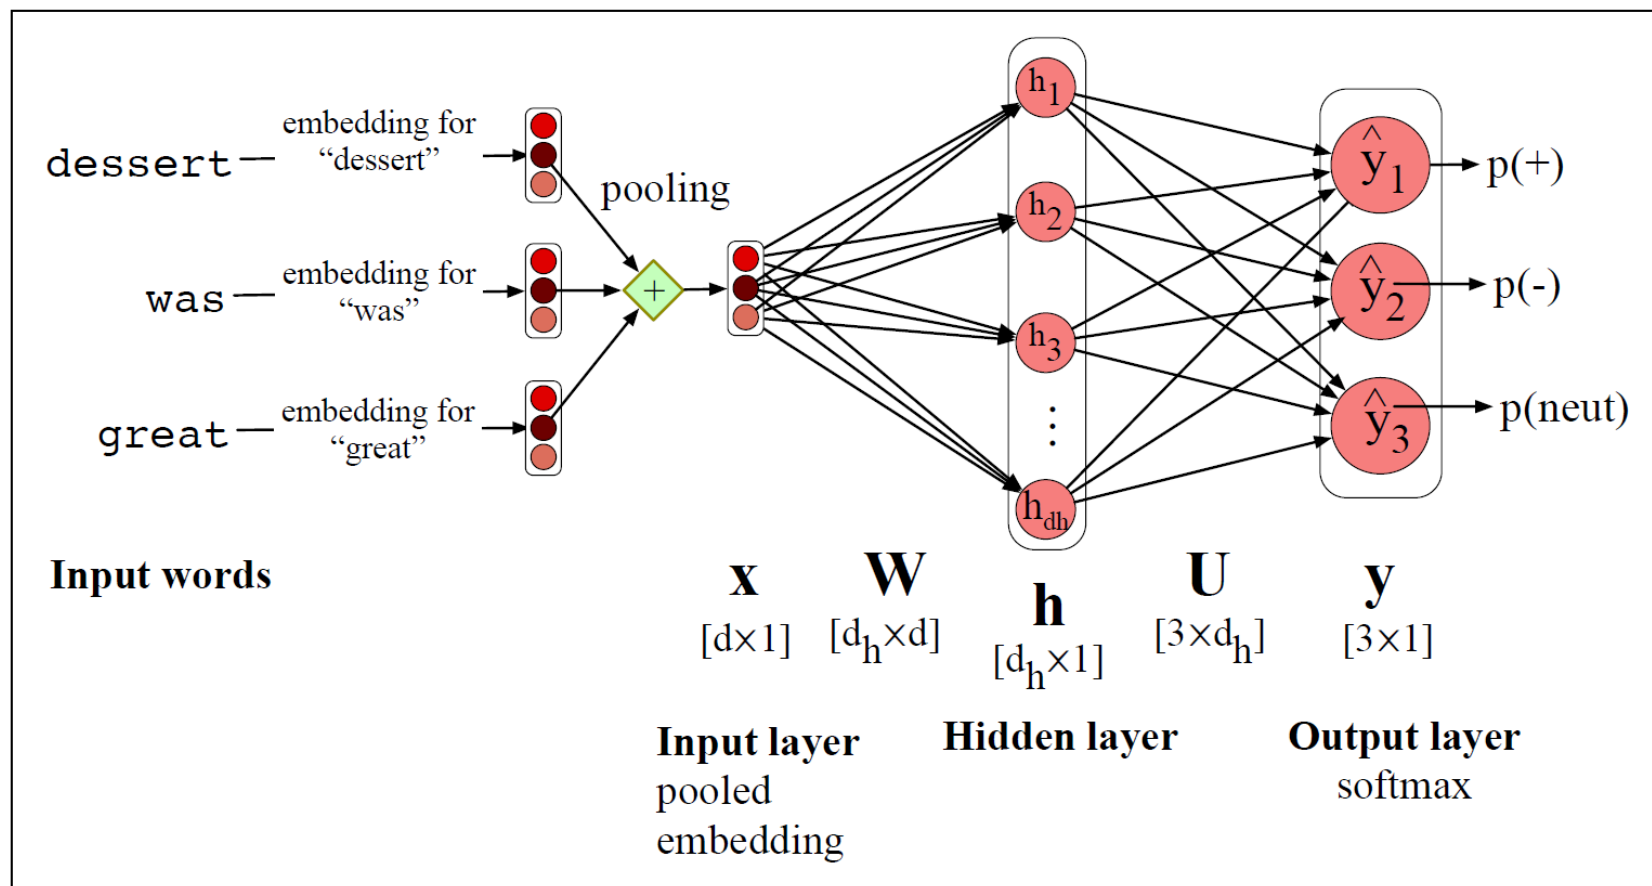 dessert
embedding for
“dessert”
pooling
was
embedding for
“was”
+
great
embedding for
“great”
h1
h2
h3
⋮
hdh
ŷ1
p(+)
ŷ2
p(-)
ŷ3
p(neut)
Input words
x
[d×1]
W
[dh×d]
h
[dh×1]
U
[3×dh]
y
[3×1]
Input layer
pooled
embedding
Hidden layer
Output layer
softmax